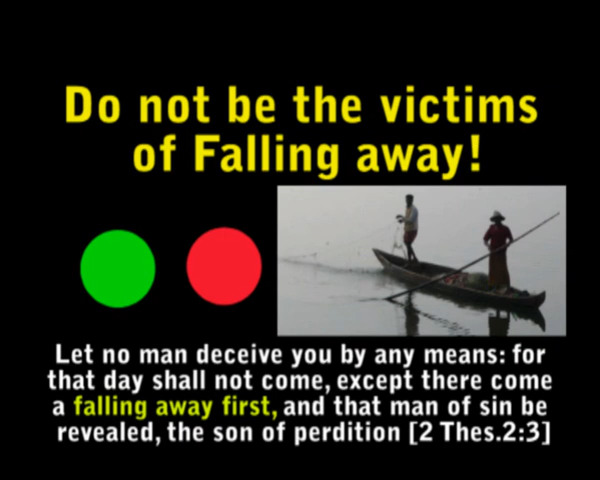 Do not be the victims
of Falling away!
Let no man deceive you by any means: for
that day shall not come, except there come
a falling away first, and that man of sin be
revealed, the son of perdition [2 Thes.2:3]